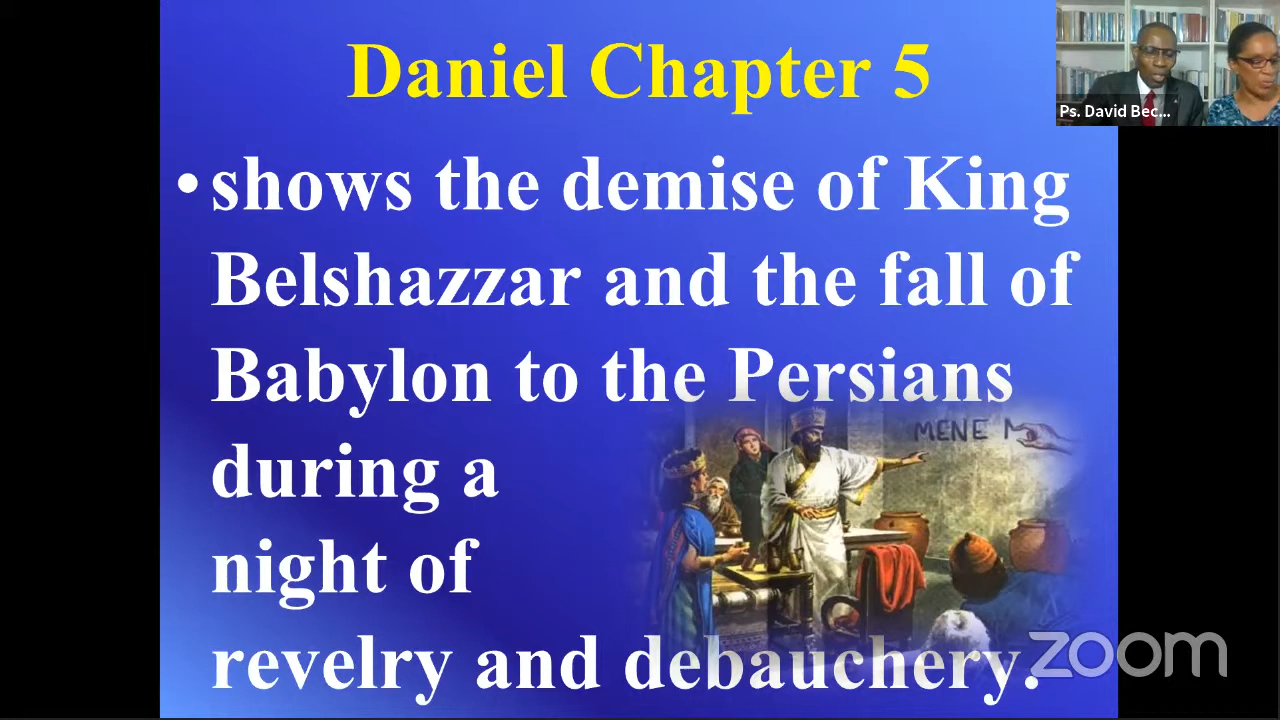 Daniel Chapter 5
Ps. David Bec...
• shows the demise of King
Belshazzar and the fall of
Babylon to the Persians
during a
night of
revelry and debauchery.
MENE M
zoom